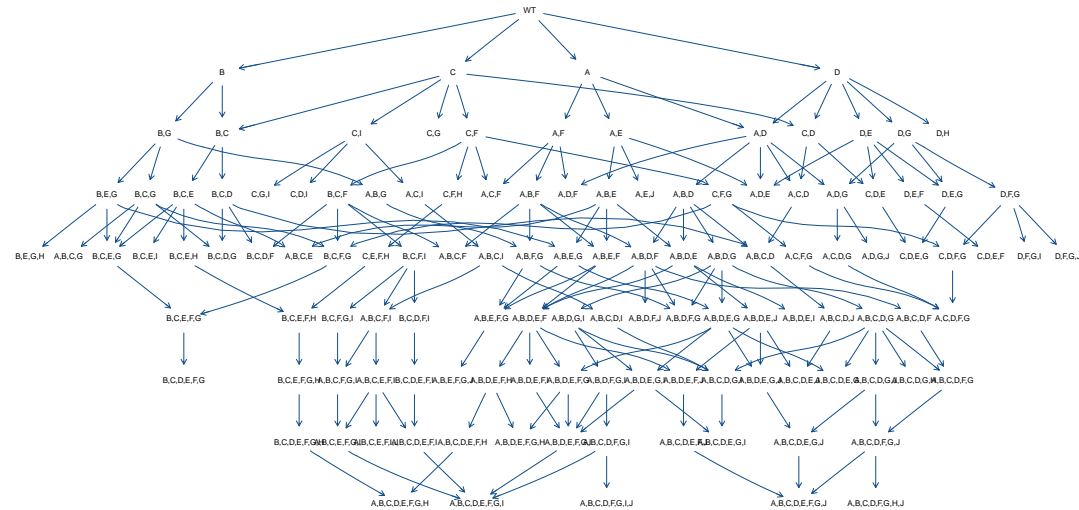 WT
B C A D
B,G B,C C,I C,G C,F A,F A,E A,D C,D D,E D,G D,H
B,E,G B,C,G B,C,E B,C,D C,G,I C,D,I B,C,F A,B,G A,C,I C,F,H A,C,F A,B,F A,D,F A,B,E A,E,J A,B,D C,F,G A,D,E A,C,D A,D,G C,D,E D,E,F D,E,G D,F,G
B,E,G,H A,B,C,G B,C,E,G B,C,E,I B,C,E,H B,C,D,G B,C,D,F A,B,C,E B,C,F,G C,E,F,H B,C,F,I A,B,C,F A,B,C,I A,B,F,G A,B,E,G A,B,E,F A,B,D,F A,B,D,E A,B,D,G A,B,C,D A,C,F,G A,C,D,G A,D,G,J C,D,E,G C,D,F,G C,D,E,F D,F,G,I D,F,G,J
B,C,E,F,G B,C,E,F,H B,C,F,G,I A,B,C,F,I B,C,D,F,I A,B,E,F,G A,B,D,E,F A,B,D,G,I A,B,C,D,I A,B,D,F,J A,B,D,F,G A,B,D,E,G A,B,D,E,J A,B,D,E,I A,B,C,D,J A,B,C,D,G A,B,C,D,F A,C,D,F,G
B,C,D,E,F,G B,C,E,F,G,H A,B,C,F,G,I A,B,C,E,F,I B,C,D,E,F,I A,B,E,F,G,J A,B,D,E,F,H A,B,D,E,F,I A,B,D,E,F,G A,B,D,F,G,I A,B,D,E,G,I A,B,D,E,F,J A,B,C,D,G,I A,B,D,E,G,J A,B,C,D,E,J A,B,C,D,E,G A,B,C,D,G,J A,B,C,D,G,H A,B,C,D,F,G
B,C,D,E,F,G,H A,B,C,D,E,F,I A,B,C,D,E,F,H A,B,D,E,F,G,H A,B,C,D,F,G,I A,B,C,D,E,G,I A,B,C,D,E,G,J A,B,C,D,F,G,J
A,B,C,D,E,F,G,H A,B,C,D,E,F,G,I A,B,C,D,F,G,I,J A,B,C,D,E,F,G,J A,B,C,D,F,G,H,J